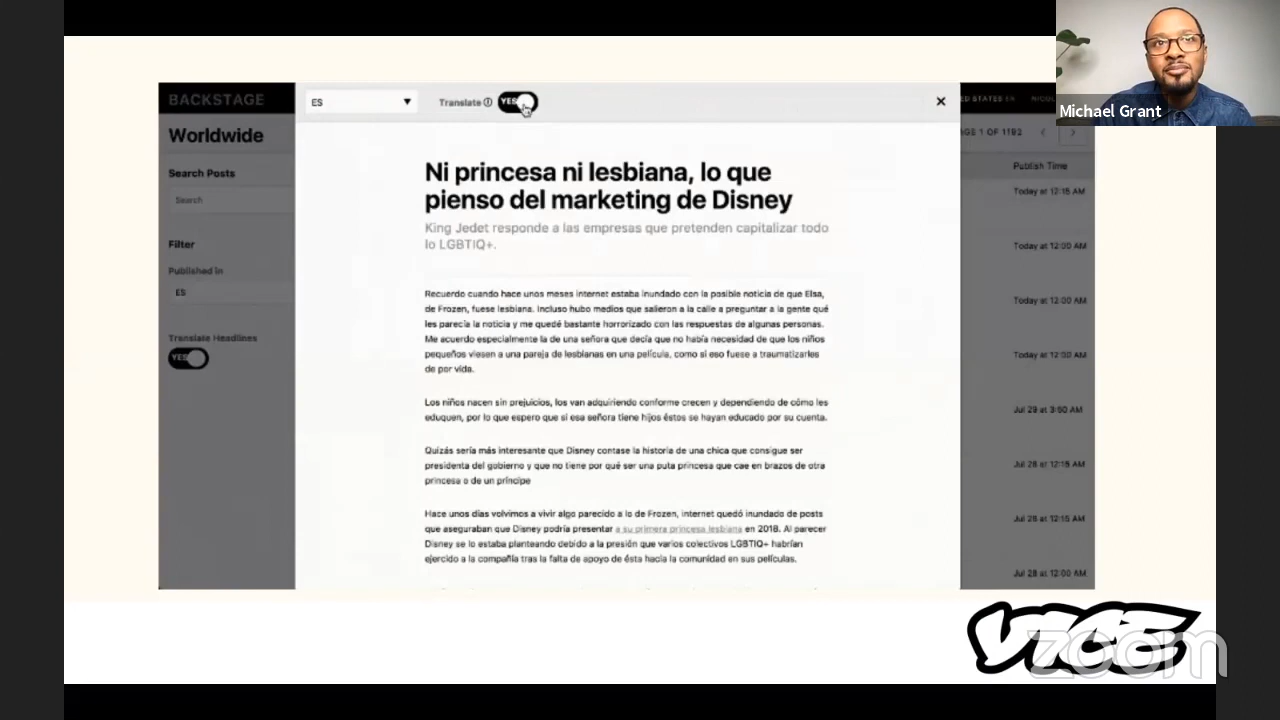 Michael Grant
BACKSTAGE
ES
Translate
YES
Worldwide
Search Posts
Search
Filter
Published in
ES
Translate Headlines
YES
Ni princesa ni lesbiana, lo que
pienso del marketing de Disney
King Jedet responde a las empresas que pretenden capitalizar todo
lo LGBTIQ+.
Recuerdo cuando hace unos meses internet estaba inundado con la posible noticia de que Elsa,
de Frozen, fuese lesbiana. Incluso hubo medios que salieron a la calle a preguntar a la gente qué
les parecía la noticia y me quedé bastante horrorizado con las respuestas de algunas personas.
Me acuerdo especialmente la de una señora que decía que no había necesidad de que los niños
pequeños viesen a una pareja de lesbianas en una película, como si eso fuese a traumatizarles
de por vida.
Los niños nacen sin prejuicios, los van adquiriendo conforme crecen y dependiendo de cómo les
eduquen, por lo que espero que si esa señora tiene hijos éstos se hayan educado por su cuenta.
Quizás sería más interesante que Disney contase la historia de una chica que consigue ser
presidenta del gobierno y que no tiene por qué ser una puta princesa que cae en brazos de otra
princesa o de un príncipe
Hace unos días volvimos a vivir algo parecido a lo de Frozen, internet quedó inundado de posts
que aseguraban que Disney podría presentar a su primera princesa lesbiana en 2018. Al parecer
Disney se lo estaba planteando debido a la presión que varios colectivos LGBTIQ+ habrían
ejercido a la compañía tras la falta de apoyo de ésta hacia la comunidad en sus películas.
ED STATES EN
1 OF 1192
Publish Time
Today at 12:15 AM
Today at 12:00 AM
Today at 12:00 AM
Today at 12:00 AM
Jul 29 at 3:50 AM
Jul 28 at 12:15 AM
Jul 28 at 12:15 AM
Jul 28 at 12:00 AM
VICE
zoom